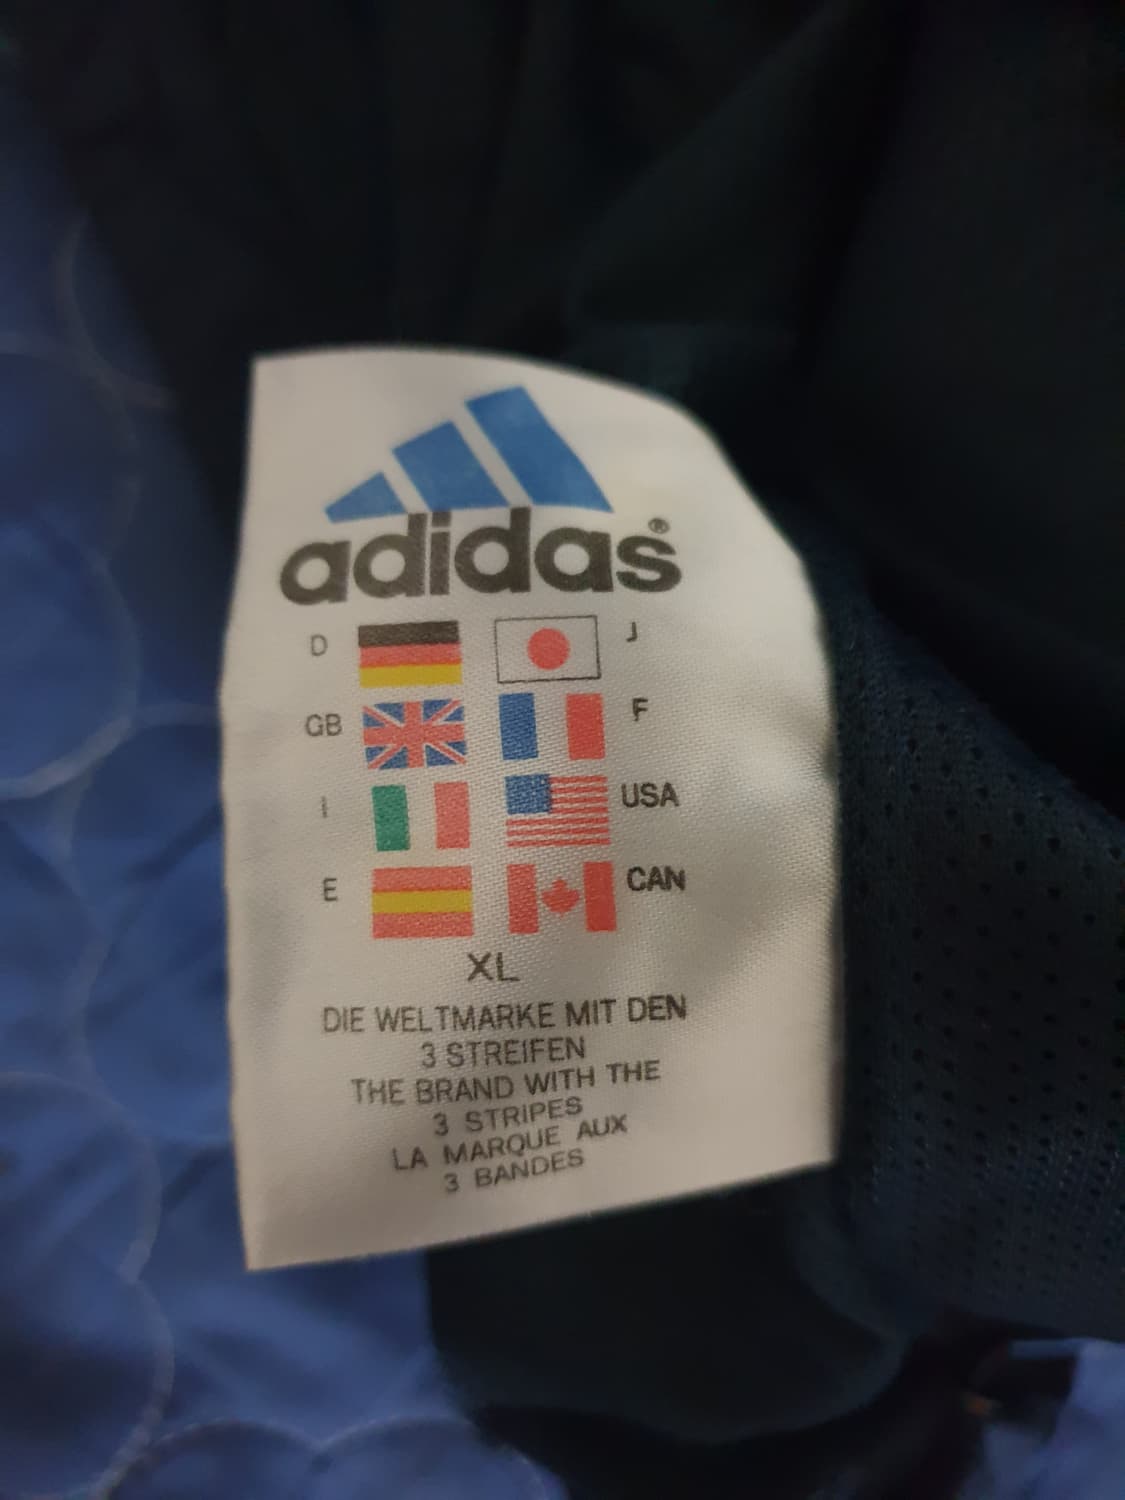 adidas®
D J
GB F
I USA
E CAN
XL
DIE WELTMARKE MIT DEN
3 STREIFEN
THE BRAND WITH THE
3 STRIPES
LA MARQUE AUX
3 BANDES